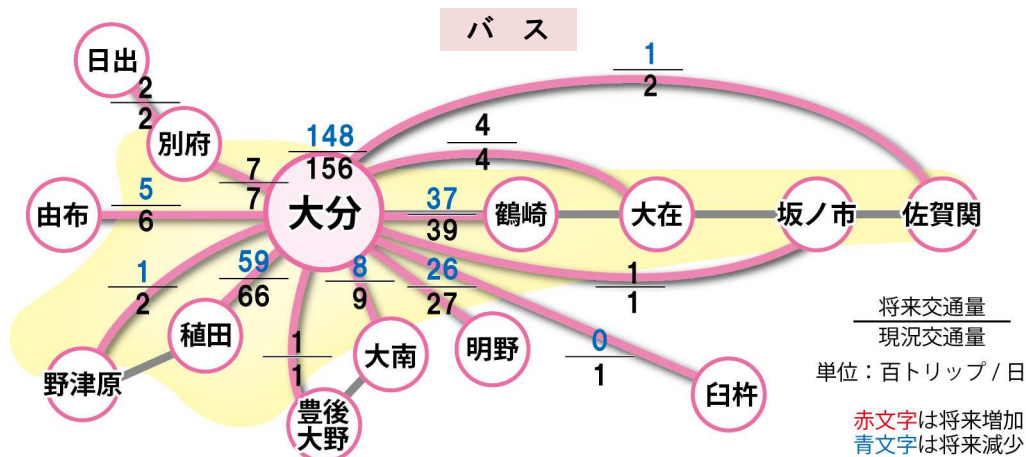 バス
日出
2
2
別府
7
7
148
156
大分
1
2
4
4
由布
5
6
37
39
鶴崎
大在
坂ノ市
佐賀関
1
2
59
66
8
9
26
27
1
1
0
1
1
1
野津原
稙田
豊後
大野
大南
明野
臼杵
将来交通量
現況交通量
単位：百トリップ / 日
赤文字は将来増加
青文字は将来減少